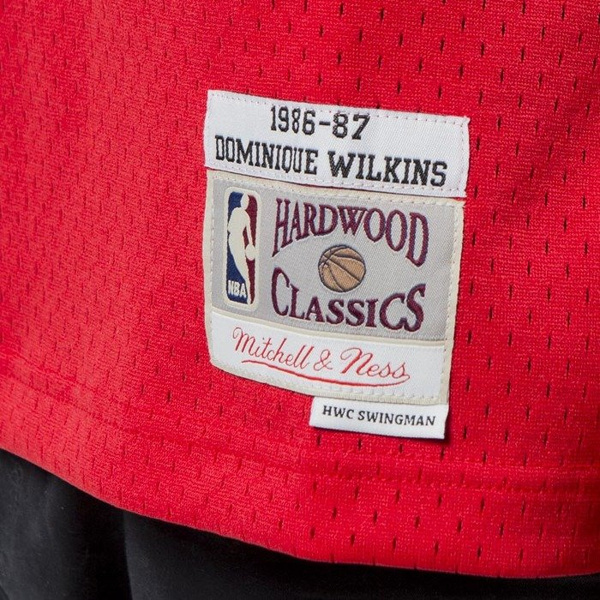 1986-87
DOMINIQUE WILKINS
HARDWOOD
NBA
CLASSICS
Mitchell & Ness
HWC SWINGMAN